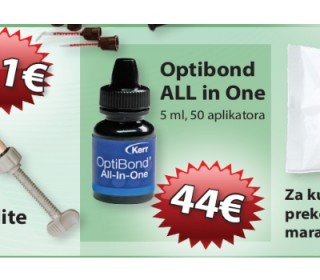 1€
Optibond
ALL in One
5 ml, 50 aplikatora
Kerr
OptiBond
All-In-One
44€
ite
Za ku
preko
mara